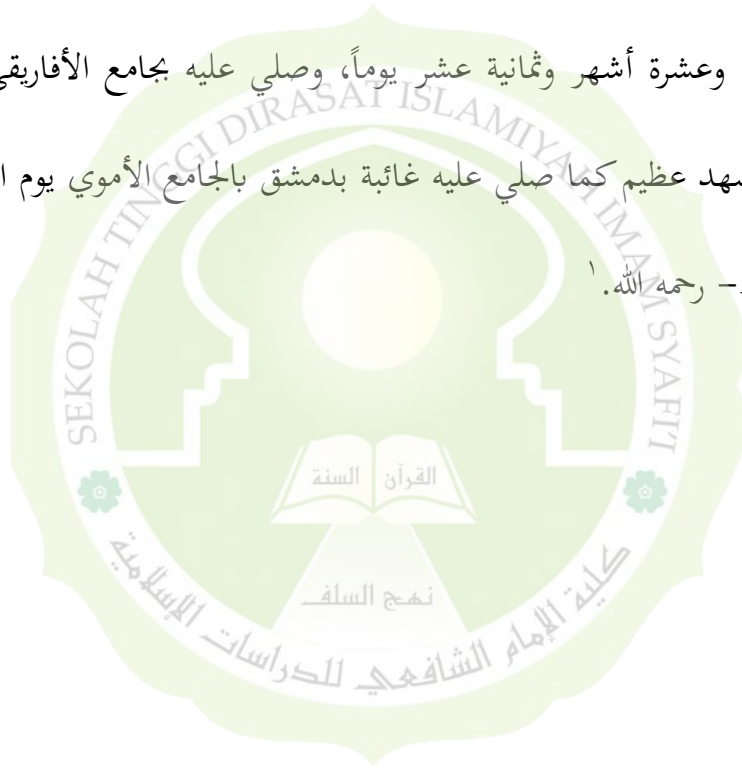 وعشرة أشهر وثمانية عشر يوماً، وصلي عليه بجامع الأفاريقي
سهد عظيم كما صلي عليه غائبة بدمشق بالجامع الأموي يوم ا
- رحمه الله.١
SEKOLAH TINGGI DIRASAT ISLAMIYAH IMAM SYAFI'I
القرآن السنة
نهج السلف
كلية الإمام الشافعي للدراسات الإسلامية